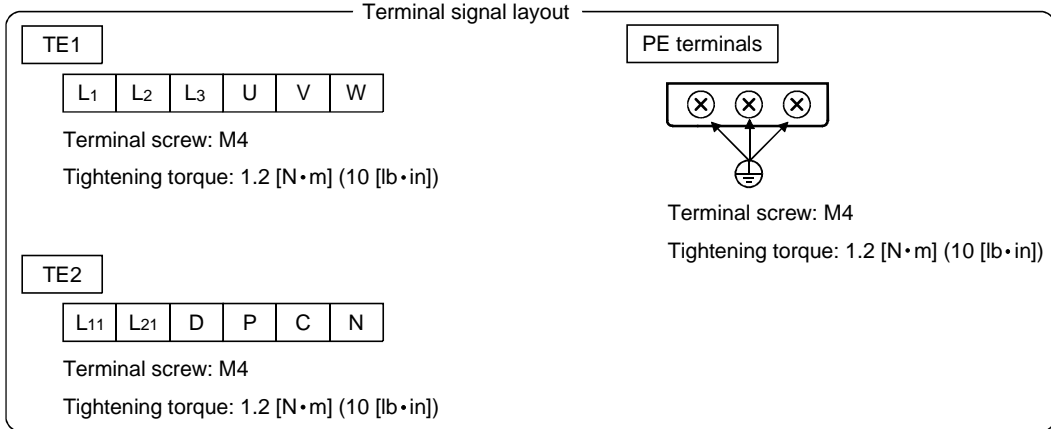 Terminal signal layout
TE1
L1 L2 L3 U V W
Terminal screw: M4
Tightening torque: 1.2 [N・m] (10 [lb・in])
PE terminals
Terminal screw: M4
Tightening torque: 1.2 [N・m] (10 [lb・in])
TE2
L11 L21 D P C N
Terminal screw: M4
Tightening torque: 1.2 [N・m] (10 [lb・in])